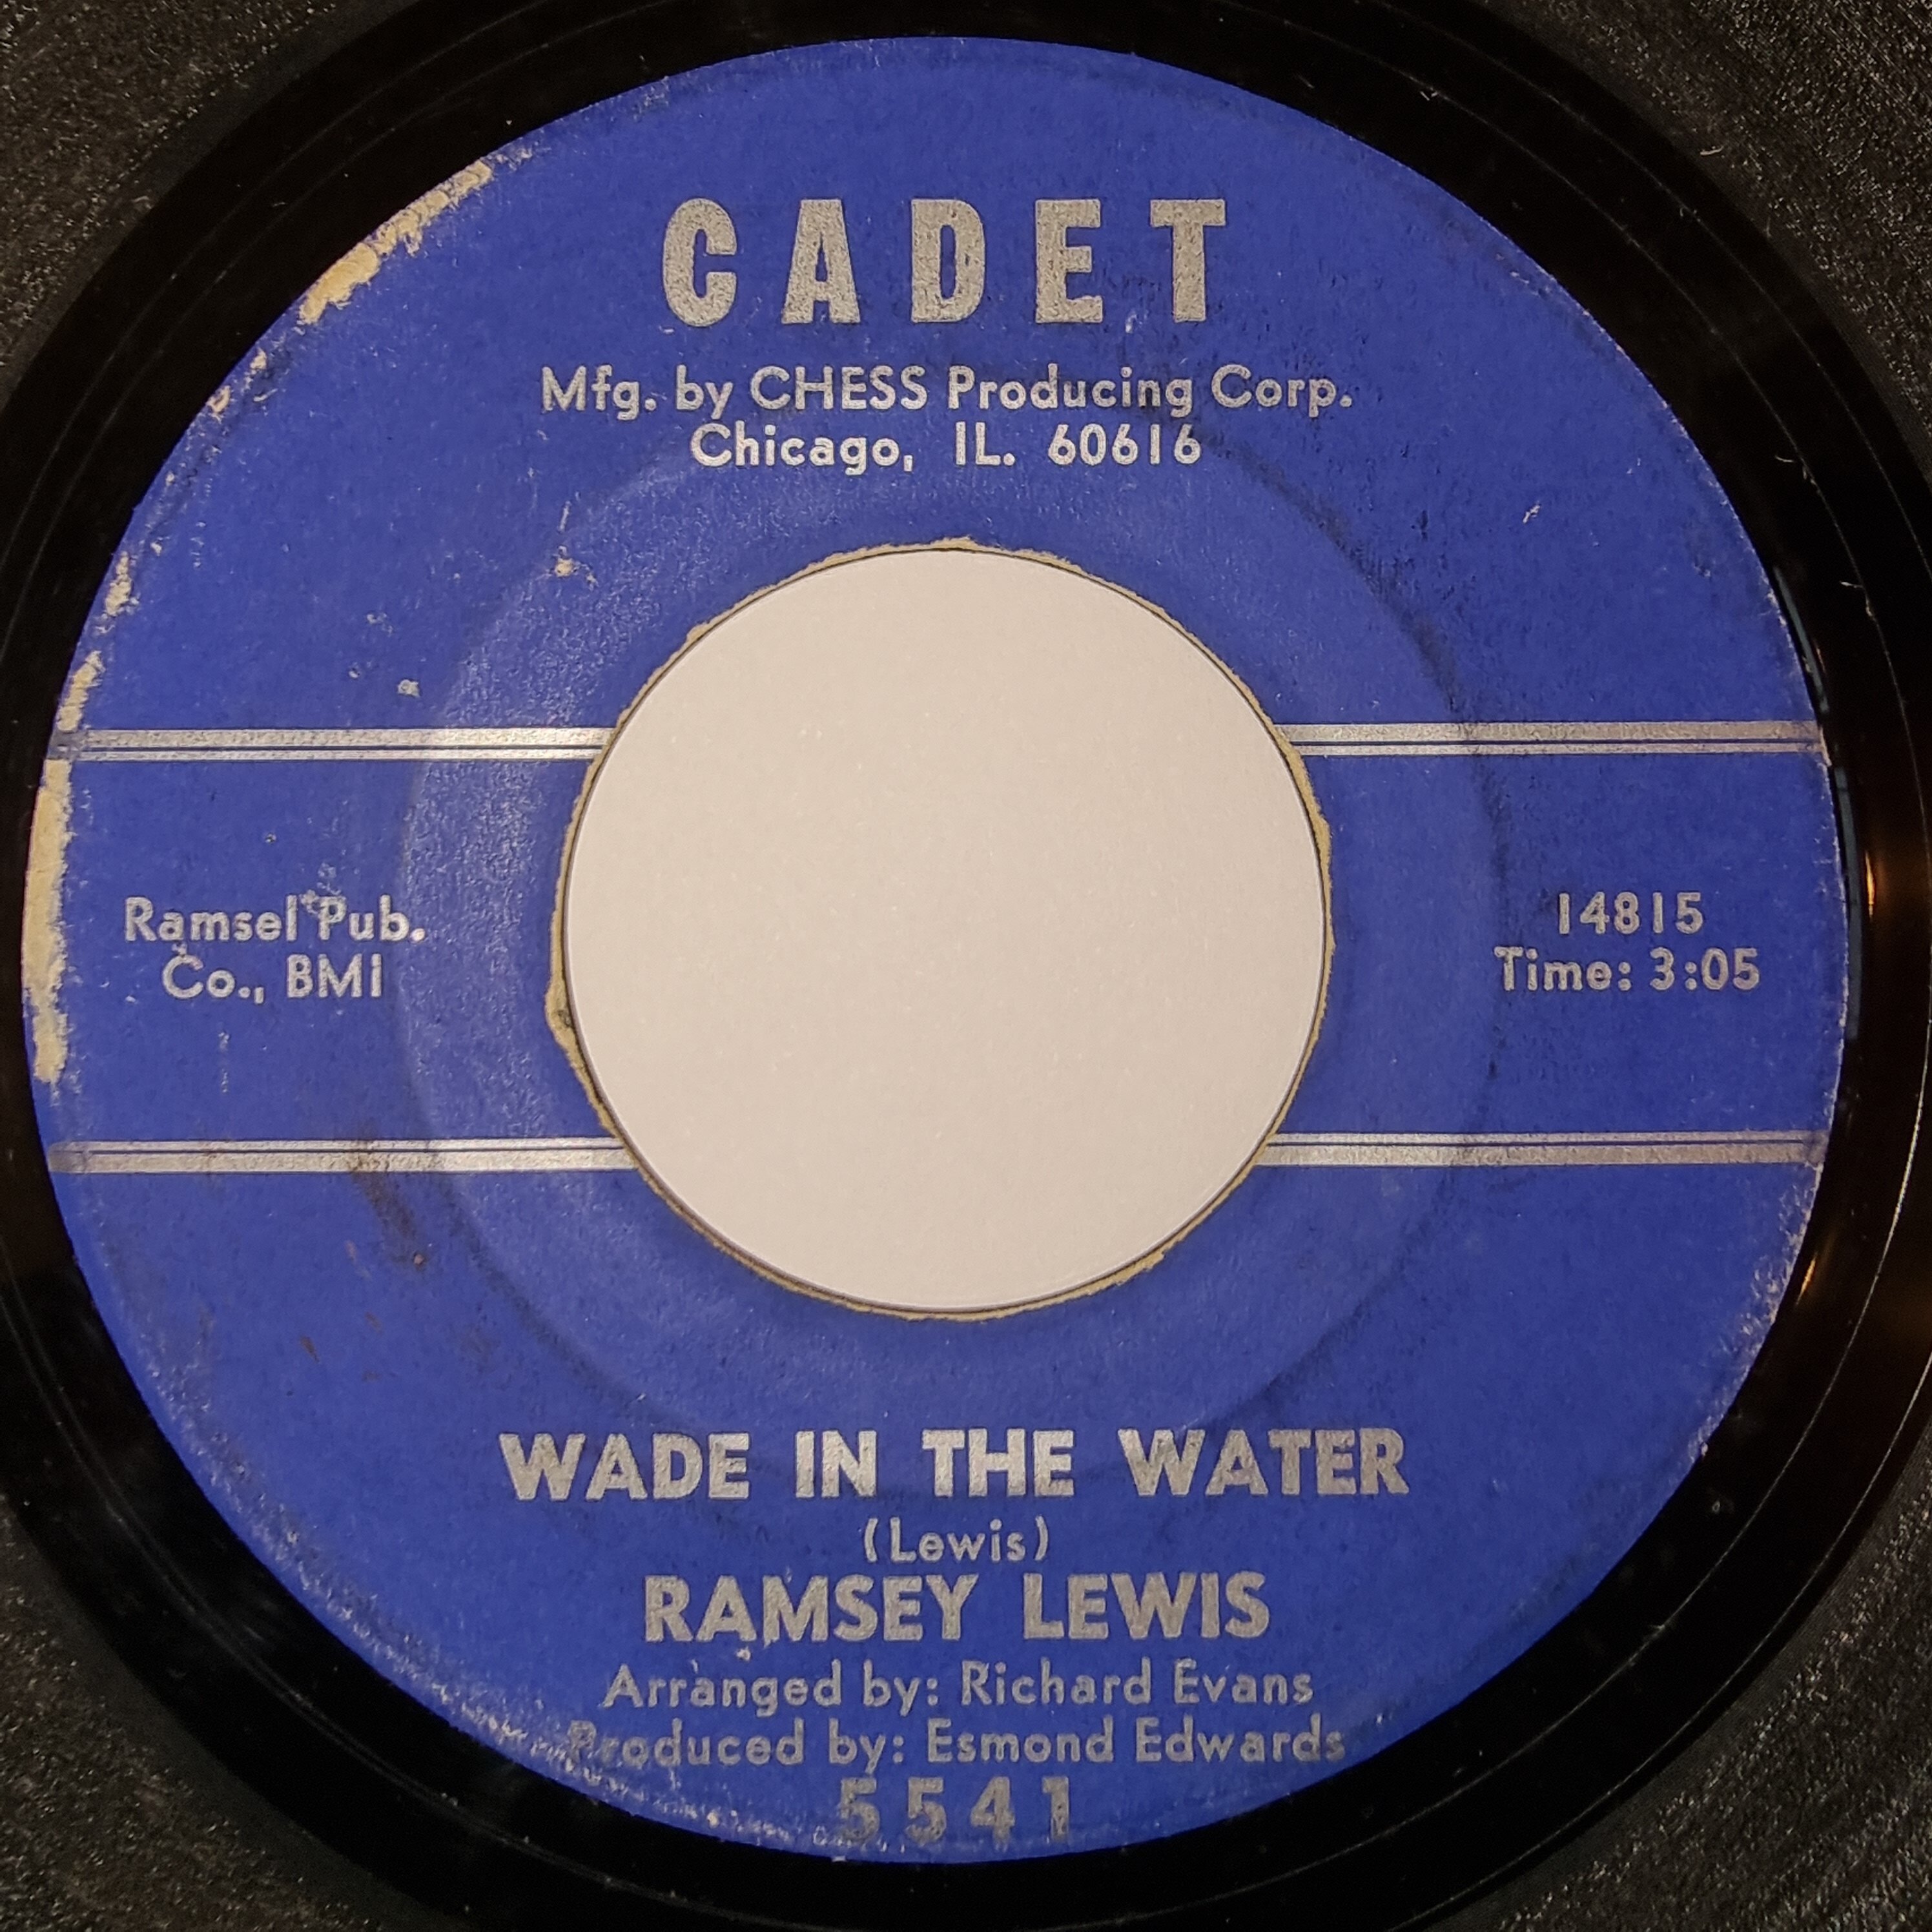 CADET
Mfg. by CHESS Producing Corp.
Chicago, IL. 60616
Ramsel Pub.
Co., BMI
14815
Time: 3:05
WADE IN THE WATER
(Lewis)
RAMSEY LEWIS
Arranged by: Richard Evans
Produced by: Esmond Edwards
5541